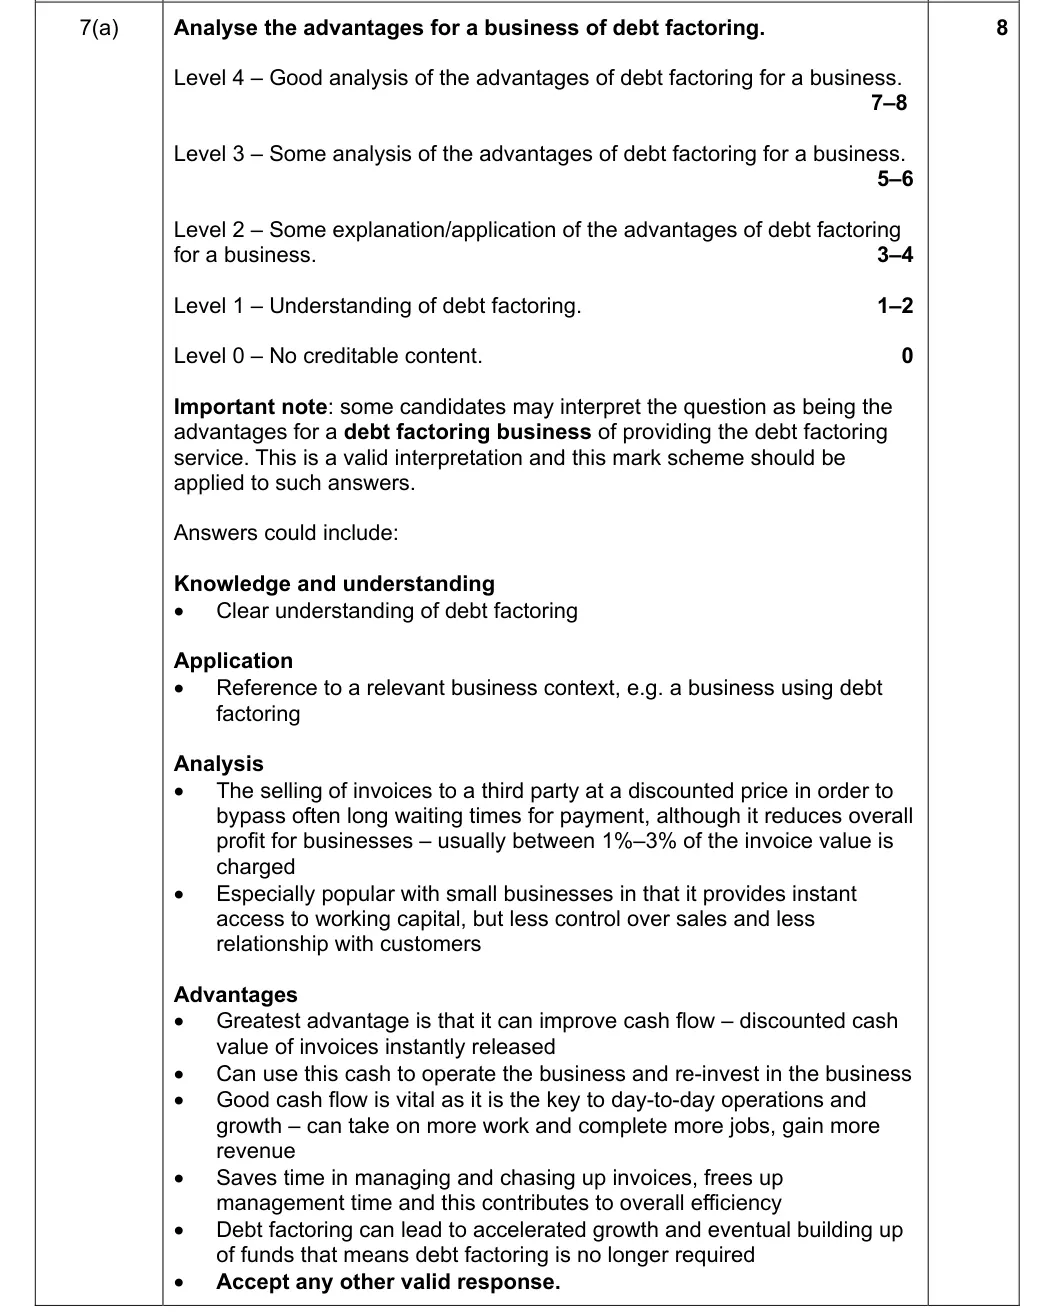 7(a) Analyse the advantages for a business of debt factoring. 8
Level 4 – Good analysis of the advantages of debt factoring for a business.
7–8
Level 3 – Some analysis of the advantages of debt factoring for a business.
5–6
Level 2 – Some explanation/application of the advantages of debt factoring
for a business. 3–4
Level 1 – Understanding of debt factoring. 1–2
Level 0 – No creditable content. 0
Important note: some candidates may interpret the question as being the
advantages for a debt factoring business of providing the debt factoring
service. This is a valid interpretation and this mark scheme should be
applied to such answers.
Answers could include:
Knowledge and understanding
• Clear understanding of debt factoring
Application
• Reference to a relevant business context, e.g. a business using debt
factoring
Analysis
• The selling of invoices to a third party at a discounted price in order to
bypass often long waiting times for payment, although it reduces overall
profit for businesses – usually between 1%–3% of the invoice value is
charged
• Especially popular with small businesses in that it provides instant
access to working capital, but less control over sales and less
relationship with customers
Advantages
• Greatest advantage is that it can improve cash flow – discounted cash
value of invoices instantly released
• Can use this cash to operate the business and re-invest in the business
• Good cash flow is vital as it is the key to day-to-day operations and
growth – can take on more work and complete more jobs, gain more
revenue
• Saves time in managing and chasing up invoices, frees up
management time and this contributes to overall efficiency
• Debt factoring can lead to accelerated growth and eventual building up
of funds that means debt factoring is no longer required
• Accept any other valid response.